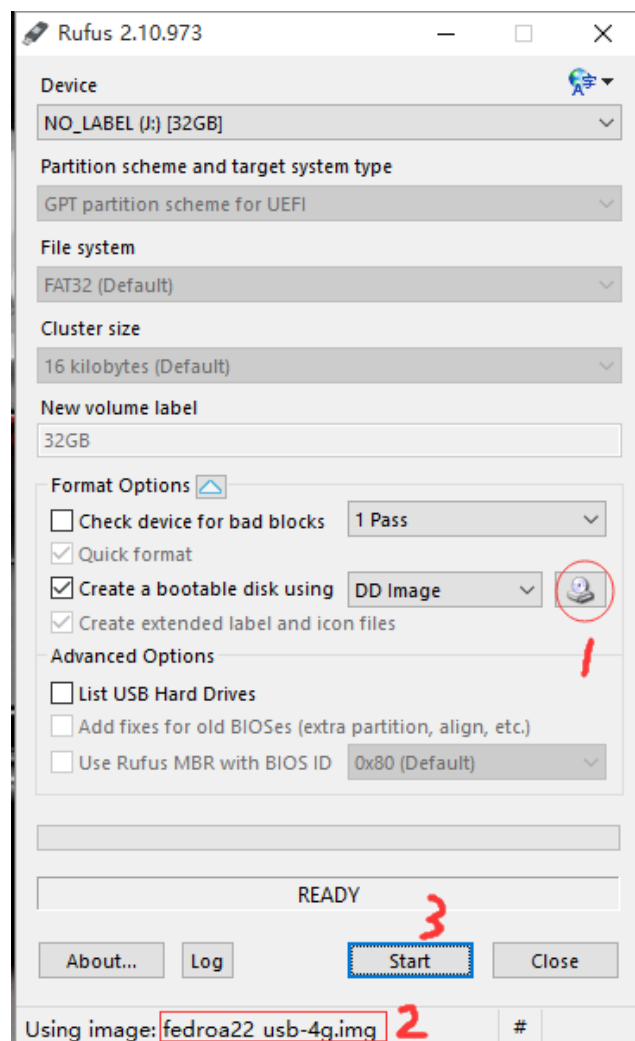 Rufus 2.10.973
Device
NO_LABEL (J:) [32GB]
Partition scheme and target system type
GPT partition scheme for UEFI
File system
FAT32 (Default)
Cluster size
16 kilobytes (Default)
New volume label
32GB
Format Options
Check device for bad blocks 1 Pass
Quick format
Create a bootable disk using DD Image
Create extended label and icon files
1
Advanced Options
List USB Hard Drives
Add fixes for old BIOSes (extra partition, align, etc.)
Use Rufus MBR with BIOS ID 0x80 (Default)
READY
3
About... Log Start Close
Using image: fedroa22_usb-4g.img 2 #